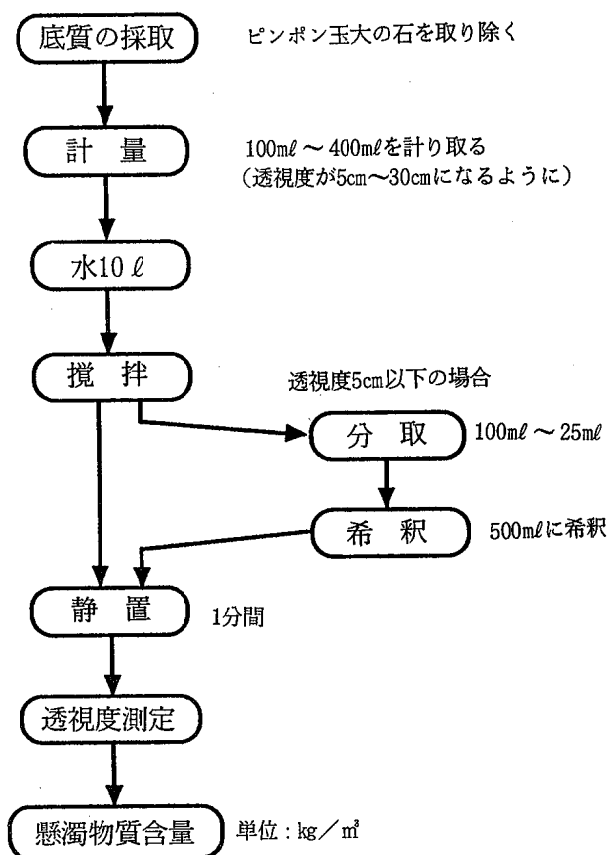 底質の採取
ピンポン玉大の石を取り除く
計 量
100mℓ～400mℓを計り取る
(透視度が5cm～30cmになるように)
水10ℓ
撹 拌
透視度5cm以下の場合
分 取
100mℓ～25mℓ
希 釈
500mℓに希釈
静 置
1分間
透視度測定
懸濁物質含量
単位：kg／㎥